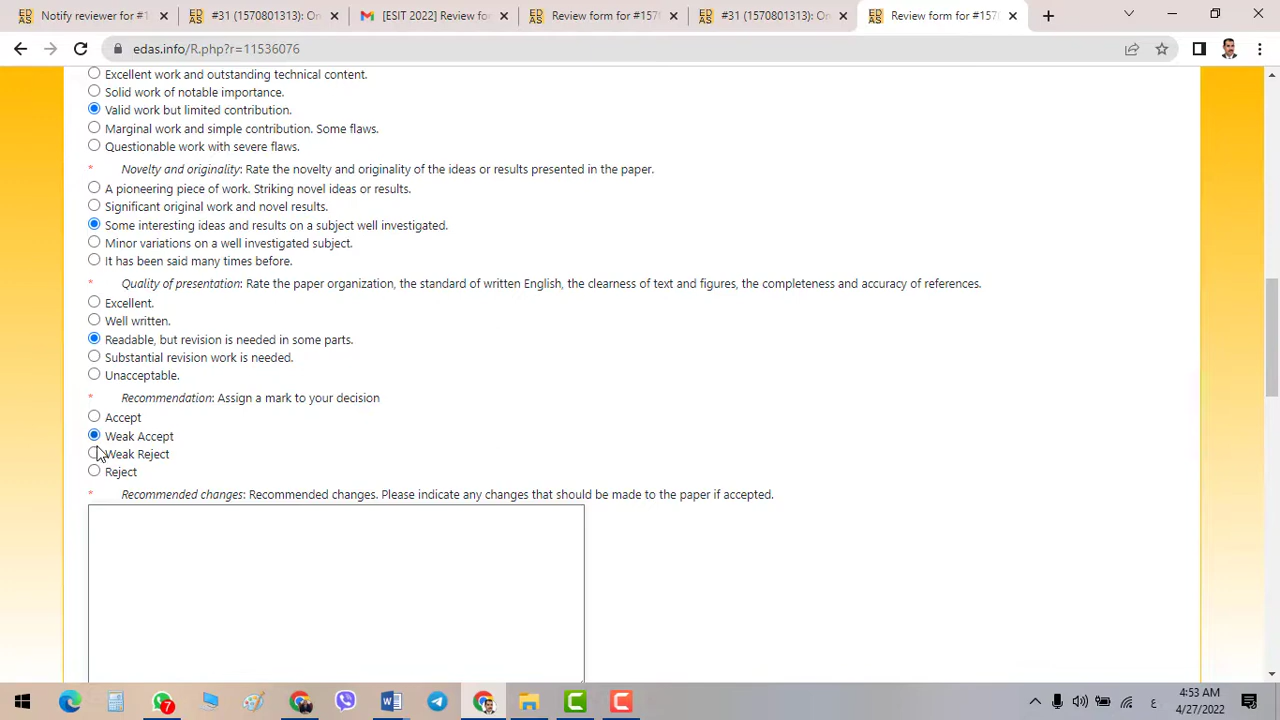 Notify reviewer for #1
#31 (1570801313): On
[ESIT 2022] Review fo
Review form for #157
#31 (1570801313): On
Review form for #157
edas.info/R.php?r=11536076
Excellent work and outstanding technical content.
Solid work of notable importance.
Valid work but limited contribution.
Marginal work and simple contribution. Some flaws.
Questionable work with severe flaws.
* Novelty and originality: Rate the novelty and originality of the ideas or results presented in the paper.
A pioneering piece of work. Striking novel ideas or results.
Significant original work and novel results.
Some interesting ideas and results on a subject well investigated.
Minor variations on a well investigated subject.
It has been said many times before.
* Quality of presentation: Rate the paper organization, the standard of written English, the clearness of text and figures, the completeness and accuracy of references.
Excellent.
Well written.
Readable, but revision is needed in some parts.
Substantial revision work is needed.
Unacceptable.
* Recommendation: Assign a mark to your decision
Accept
Weak Accept
Weak Reject
Reject
* Recommended changes: Recommended changes. Please indicate any changes that should be made to the paper if accepted.
7
ع
4:53 AM
4/27/2022